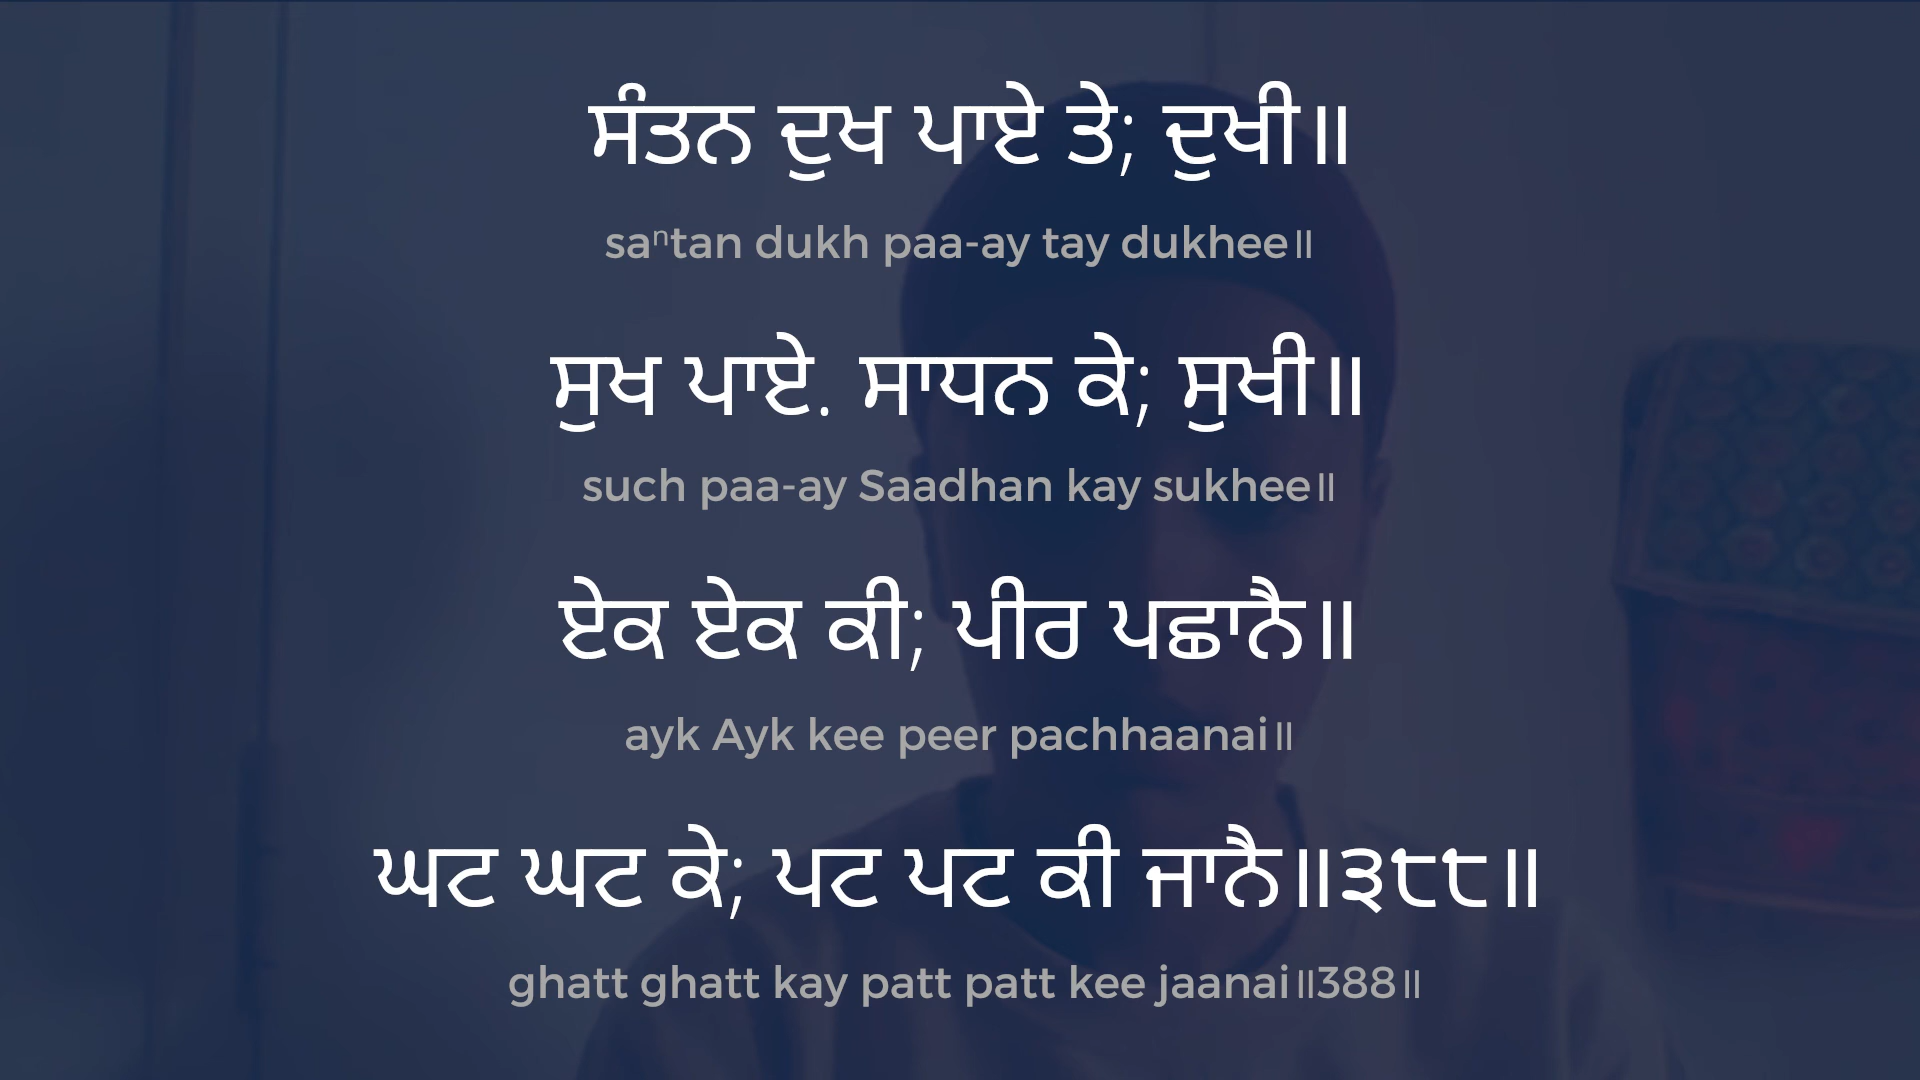 ਸੰਤਨ ਦੁਖ ਪਾਏ ਤੇ; ਦੁਖੀ॥
saⁿtan dukh paa-ay tay dukhee॥
ਸੁਖ ਪਾਏ. ਸਾਧਨ ਕੇ; ਸੁਖੀ॥
such paa-ay Saadhan kay sukhee॥
ਏਕ ਏਕ ਕੀ; ਪੀਰ ਪਛਾਨੈ॥
ayk Ayk kee peer pachhaanai॥
ਘਟ ਘਟ ਕੇ; ਪਟ ਪਟ ਕੀ ਜਾਨੈ॥੩੮੮॥
ghatt ghatt kay patt patt kee jaanai॥388॥